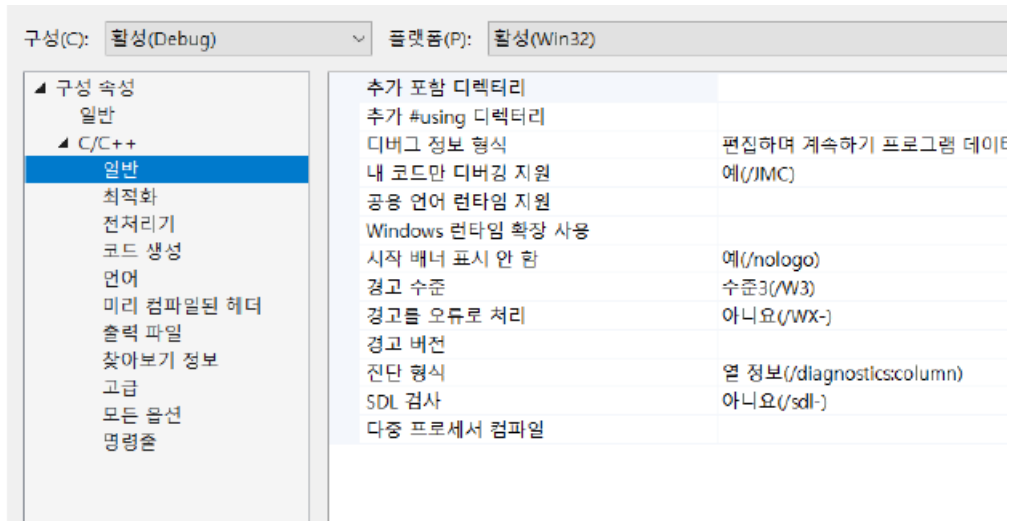 구성(C): 활성(Debug) 플랫폼(P): 활성(Win32)
구성 속성
일반
C/C++
일반
최적화
전처리기
코드 생성
언어
미리 컴파일된 헤더
출력 파일
찾아보기 정보
고급
모든 옵션
명령줄
추가 포함 디렉터리
추가 #using 디렉터리
디버그 정보 형식 편집하며 계속하기 프로그램 데이터
내 코드만 디버깅 지원 예(/JMC)
공용 언어 런타임 지원
Windows 런타임 확장 사용
시작 배너 표시 안 함 예(/nologo)
경고 수준 수준3(/W3)
경고를 오류로 처리 아니요(/WX-)
경고 버전
진단 형식 열 정보(/diagnostics:column)
SDL 검사 아니요(/sdl-)
다중 프로세서 컴파일